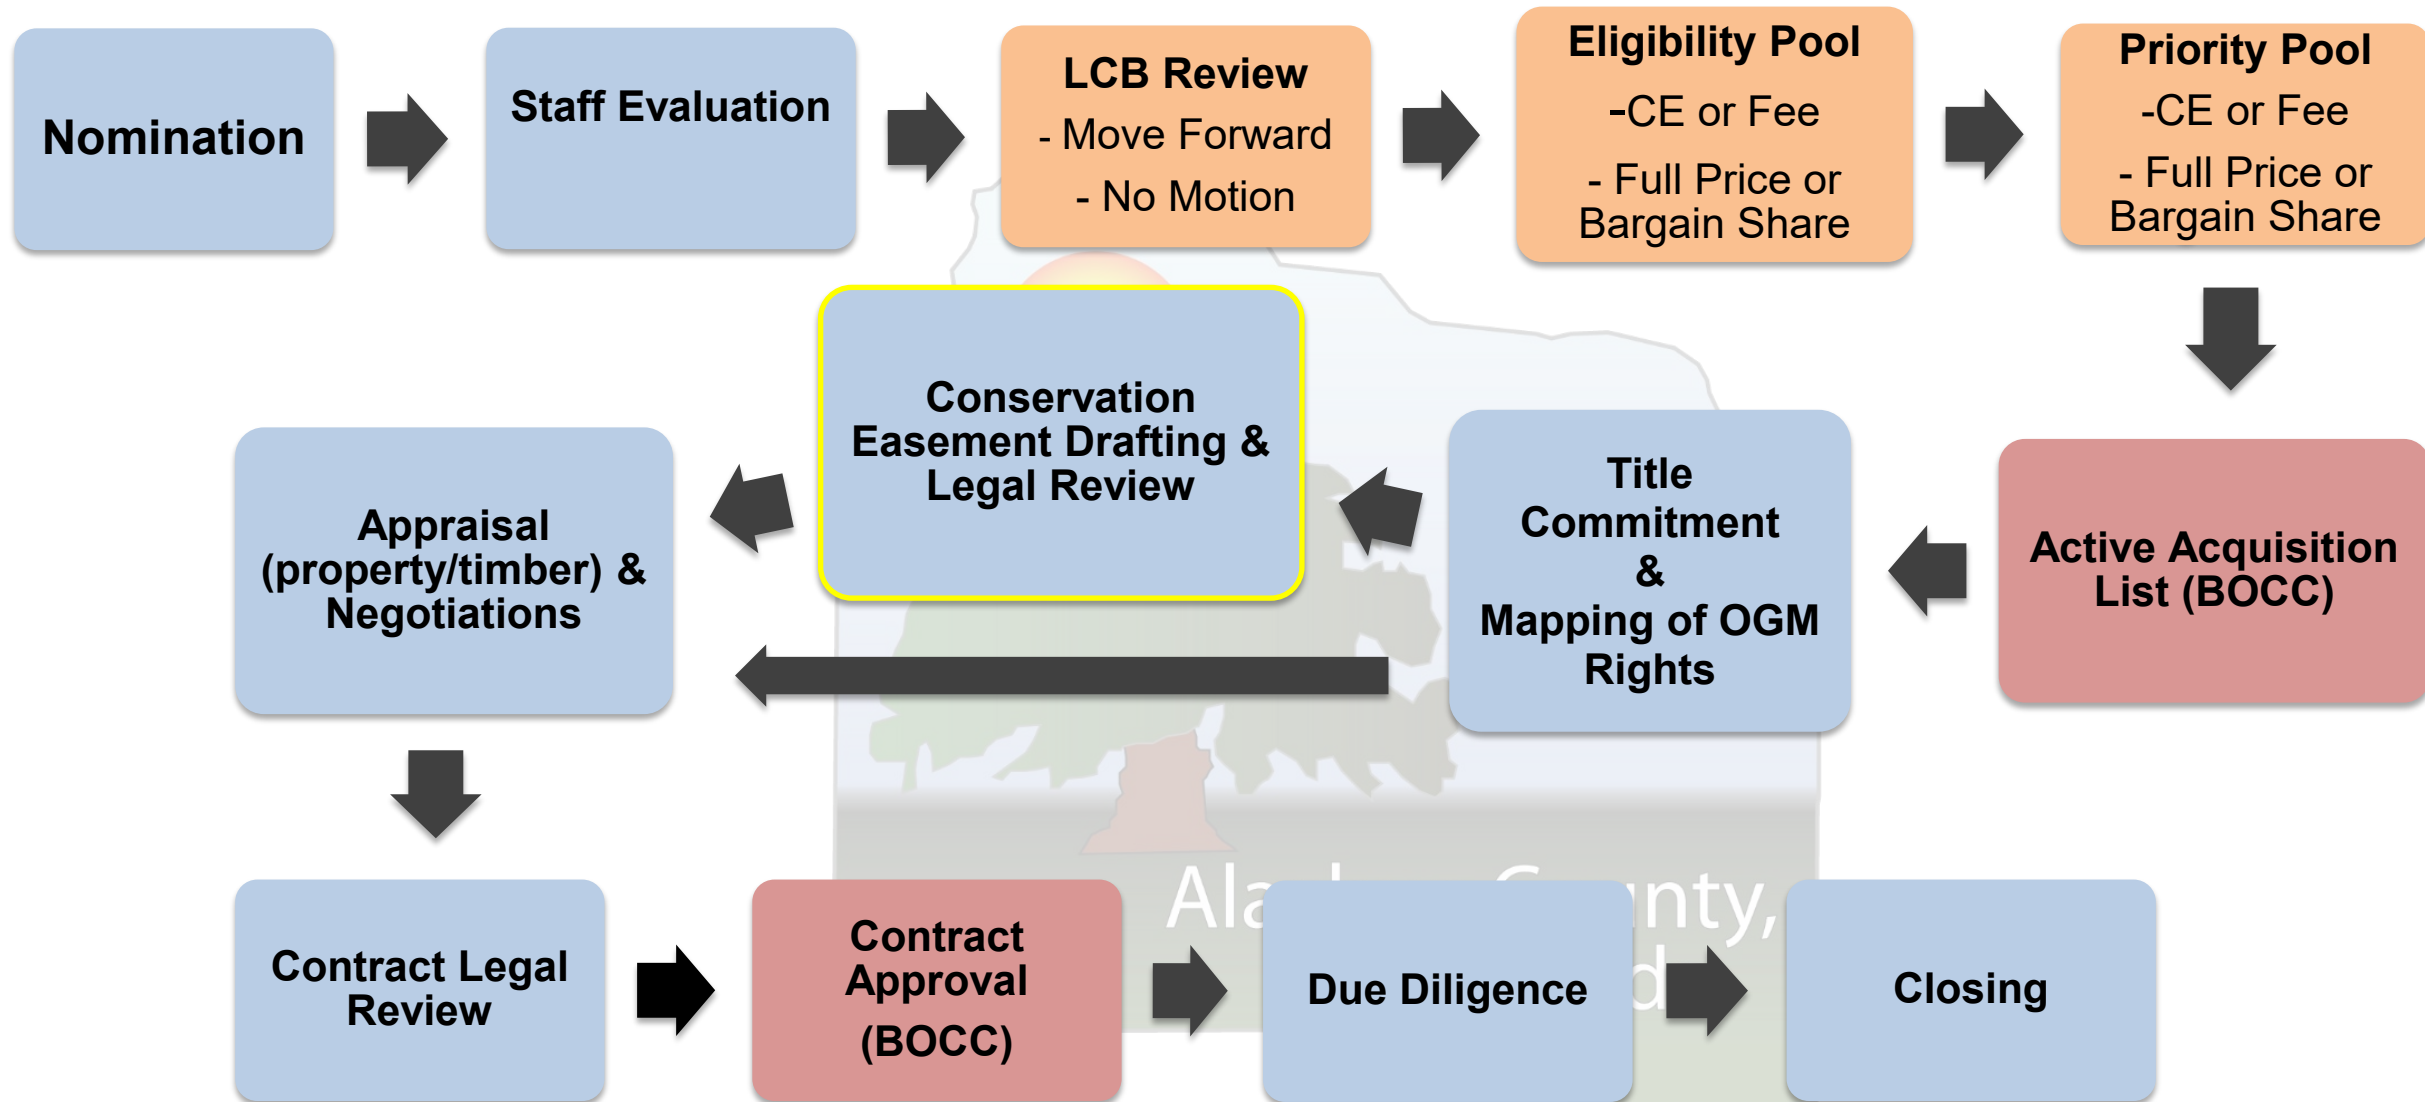 Nomination
Staff Evaluation
LCB Review
- Move Forward
- No Motion
Eligibility Pool
-CE or Fee
- Full Price or
Bargain Share
Priority Pool
-CE or Fee
- Full Price or
Bargain Share
Active Acquisition
List (BOCC)
Title
Commitment
&
Mapping of OGM
Rights
Conservation
Easement Drafting &
Legal Review
Appraisal
(property/timber) &
Negotiations
Contract Legal
Review
Contract
Approval
(BOCC)
Due Diligence
Closing